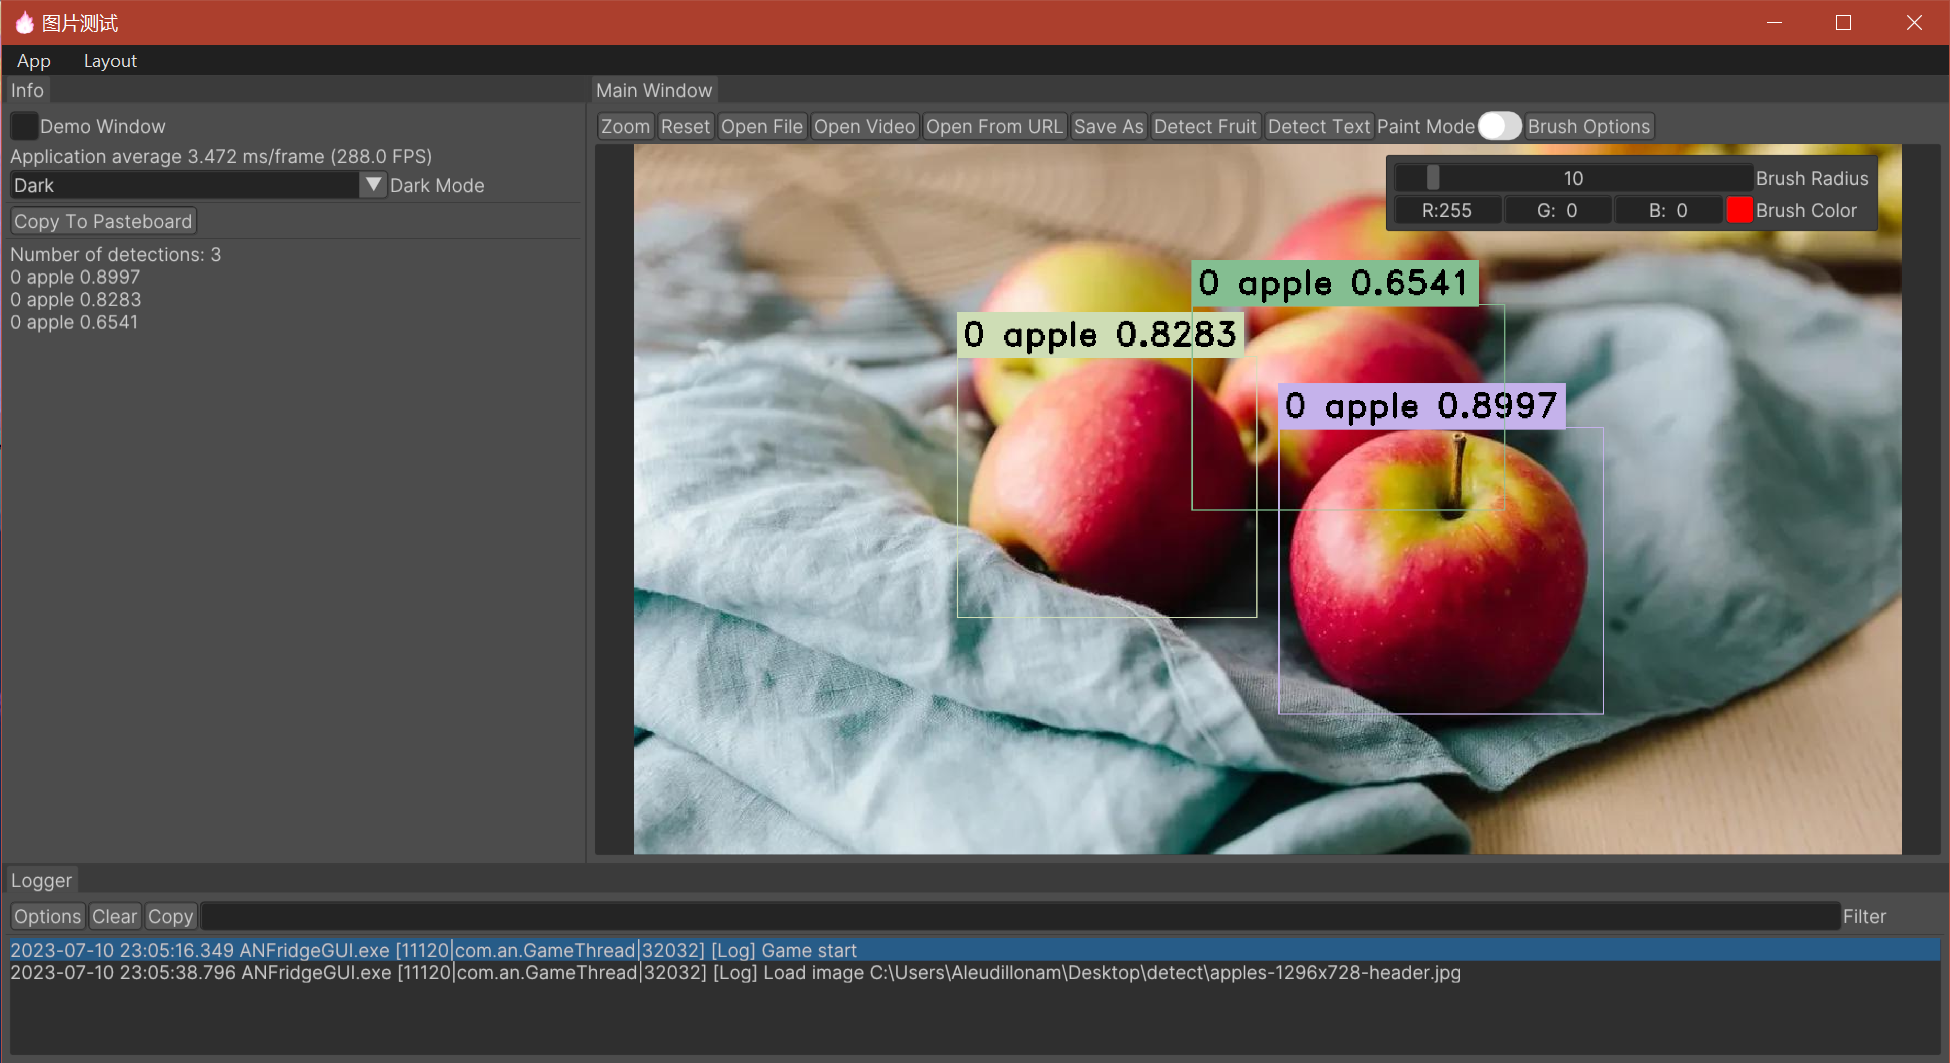 图片测试
App Layout
Info
Demo Window
Application average 3.472 ms/frame (288.0 FPS)
Dark Dark Mode
Copy To Pasteboard
Number of detections: 3
0 apple 0.8997
0 apple 0.8283
0 apple 0.6541
Main Window
Zoom Reset Open File Open Video Open From URL Save As Detect Fruit Detect Text Paint Mode Brush Options
10 Brush Radius
R:255 G: 0 B: 0 Brush Color
0 apple 0.6541
0 apple 0.8283
0 apple 0.8997
Logger
Options Clear Copy Filter
2023-07-10 23:05:16.349 ANFridgeGUI.exe [11120|com.an.GameThread|32032] [Log] Game start
2023-07-10 23:05:38.796 ANFridgeGUI.exe [11120|com.an.GameThread|32032] [Log] Load image C:\Users\Aleudillonam\Desktop\detect\apples-1296x728-header.jpg